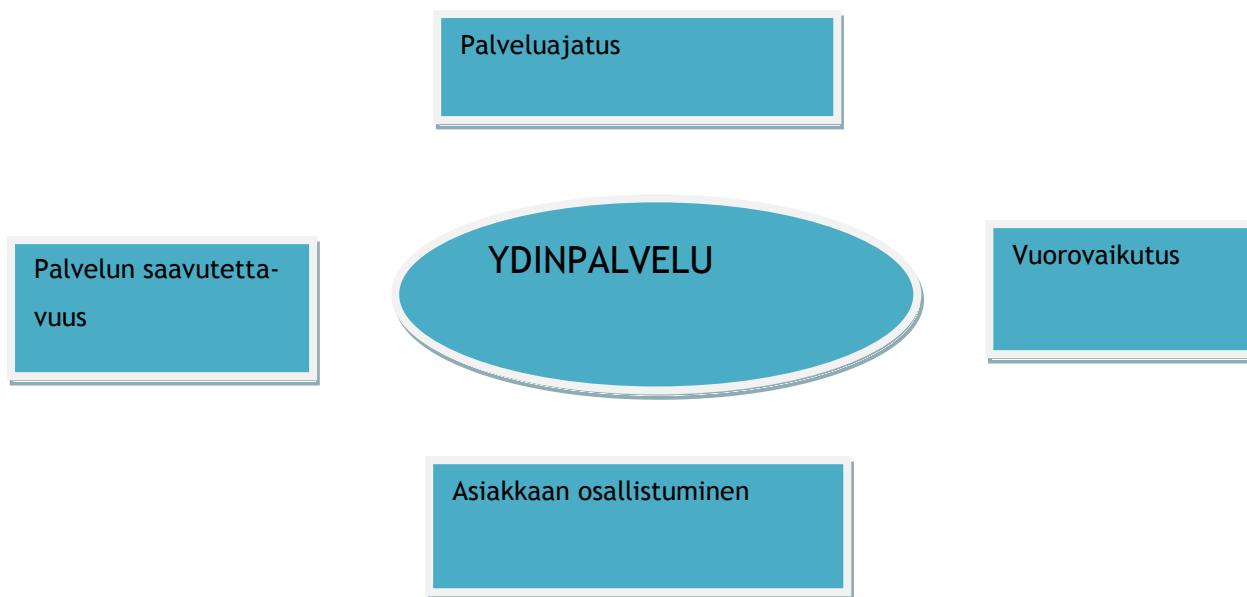 Palveluajatus
YDINPALVELU
Vuorovaikutus
Palvelun saavutetta-
vuus
Asiakkaan osallistuminen